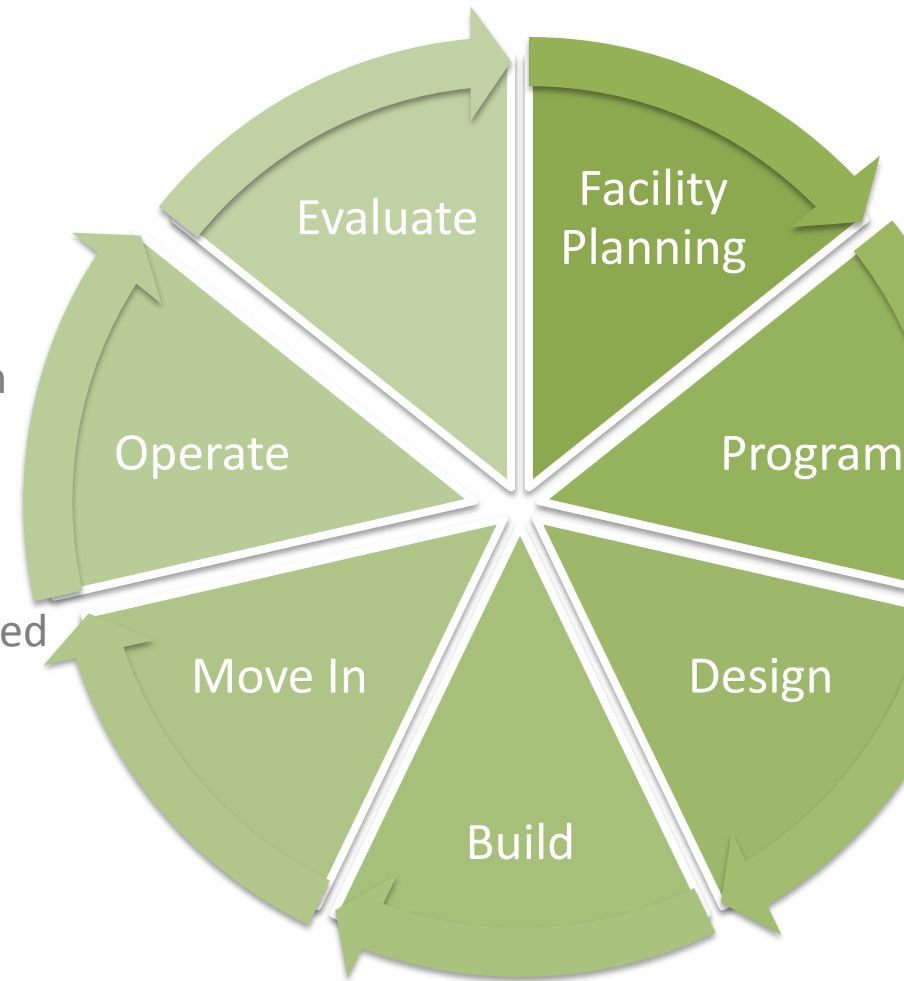 Facility
Planning
Evaluate
Program
Operate
Design
Move In
Build